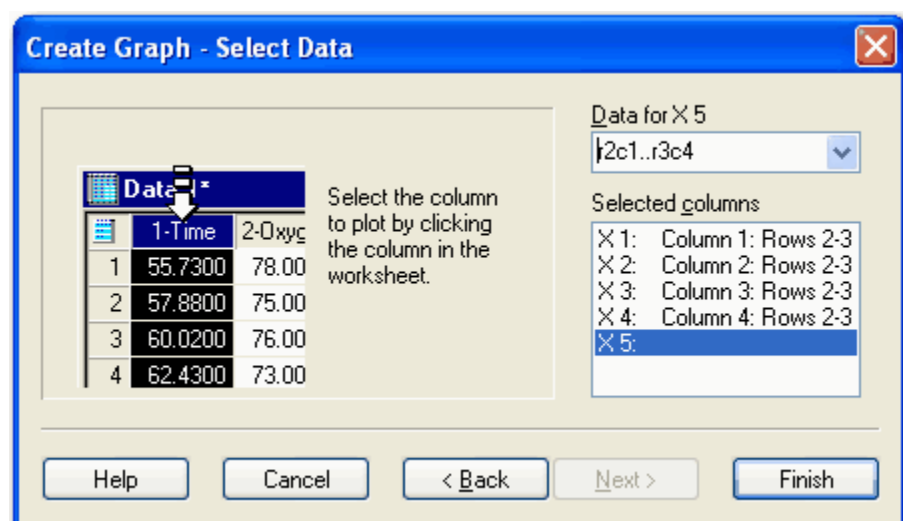 Create Graph - Select Data
Data for X 5
r2c1..r3c4
Selected columns
X 1: Column 1: Rows 2-3
X 2: Column 2: Rows 2-3
X 3: Column 3: Rows 2-3
X 4: Column 4: Rows 2-3
X 5:
Data 1*
1-Time 2-Oxyg
1 55.7300 78.00
2 57.8800 75.00
3 60.0200 76.00
4 62.4300 73.00
Select the column
to plot by clicking
the column in the
worksheet.
Help Cancel < Back Next > Finish